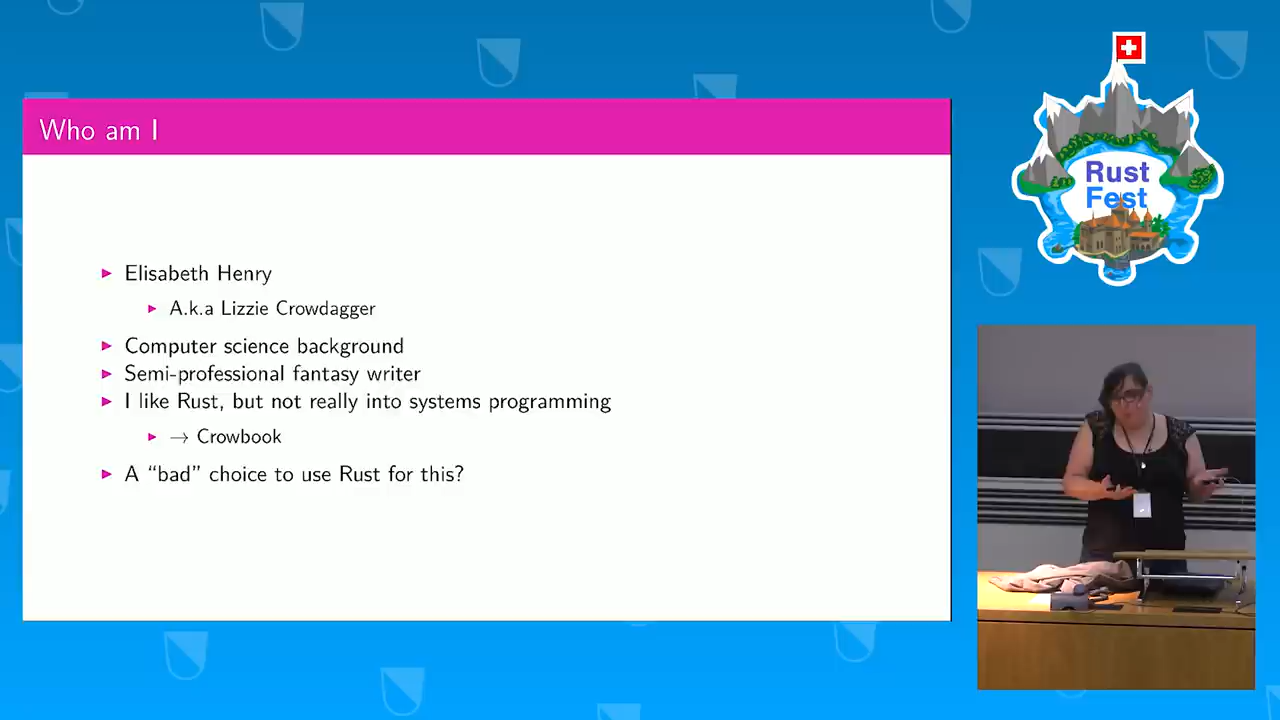 Who am I
Elisabeth Henry
A.k.a Lizzie Crowdagger
Computer science background
Semi-professional fantasy writer
I like Rust, but not really into systems programming
→ Crowbook
A “bad” choice to use Rust for this?
Rust
Fest